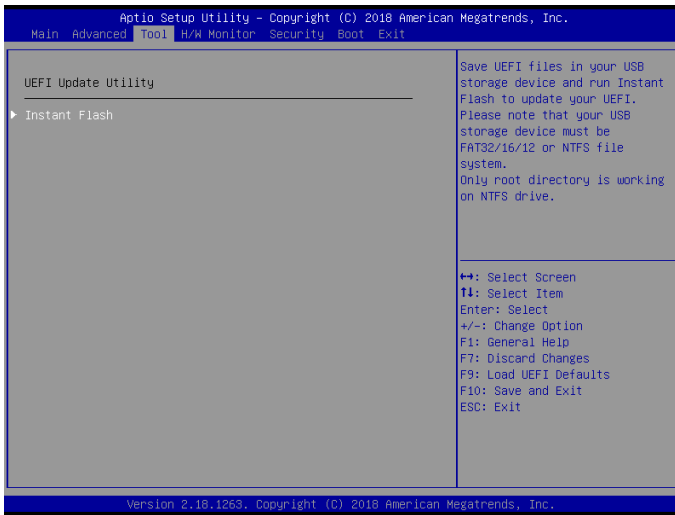 Aptio Setup Utility – Copyright (C) 2018 American Megatrends, Inc.
Main Advanced Tool H/W Monitor Security Boot Exit
UEFI Update Utility
Instant Flash
Save UEFI files in your USB
storage device and run Instant
Flash to update your UEFI.
Please note that your USB
storage device must be
FAT32/16/12 or NTFS file
system.
Only root directory is working
on NTFS drive.
↔: Select Screen
↑↓: Select Item
Enter: Select
+/-: Change Option
F1: General Help
F7: Discard Changes
F9: Load UEFI Defaults
F10: Save and Exit
ESC: Exit
Version 2.18.1263. Copyright (C) 2018 American Megatrends, Inc.